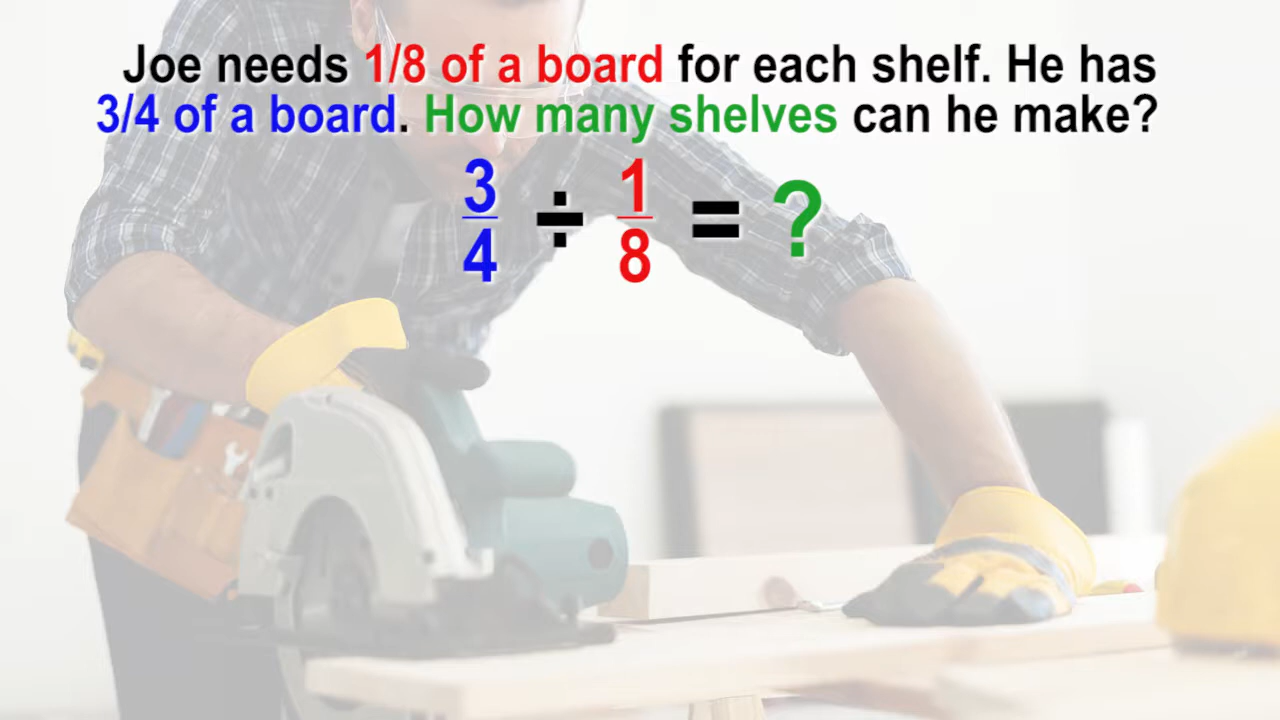 Joe needs 1/8 of a board for each shelf. He has
3/4 of a board. How many shelves can he make?
3/4 ÷ 1/8 = ?